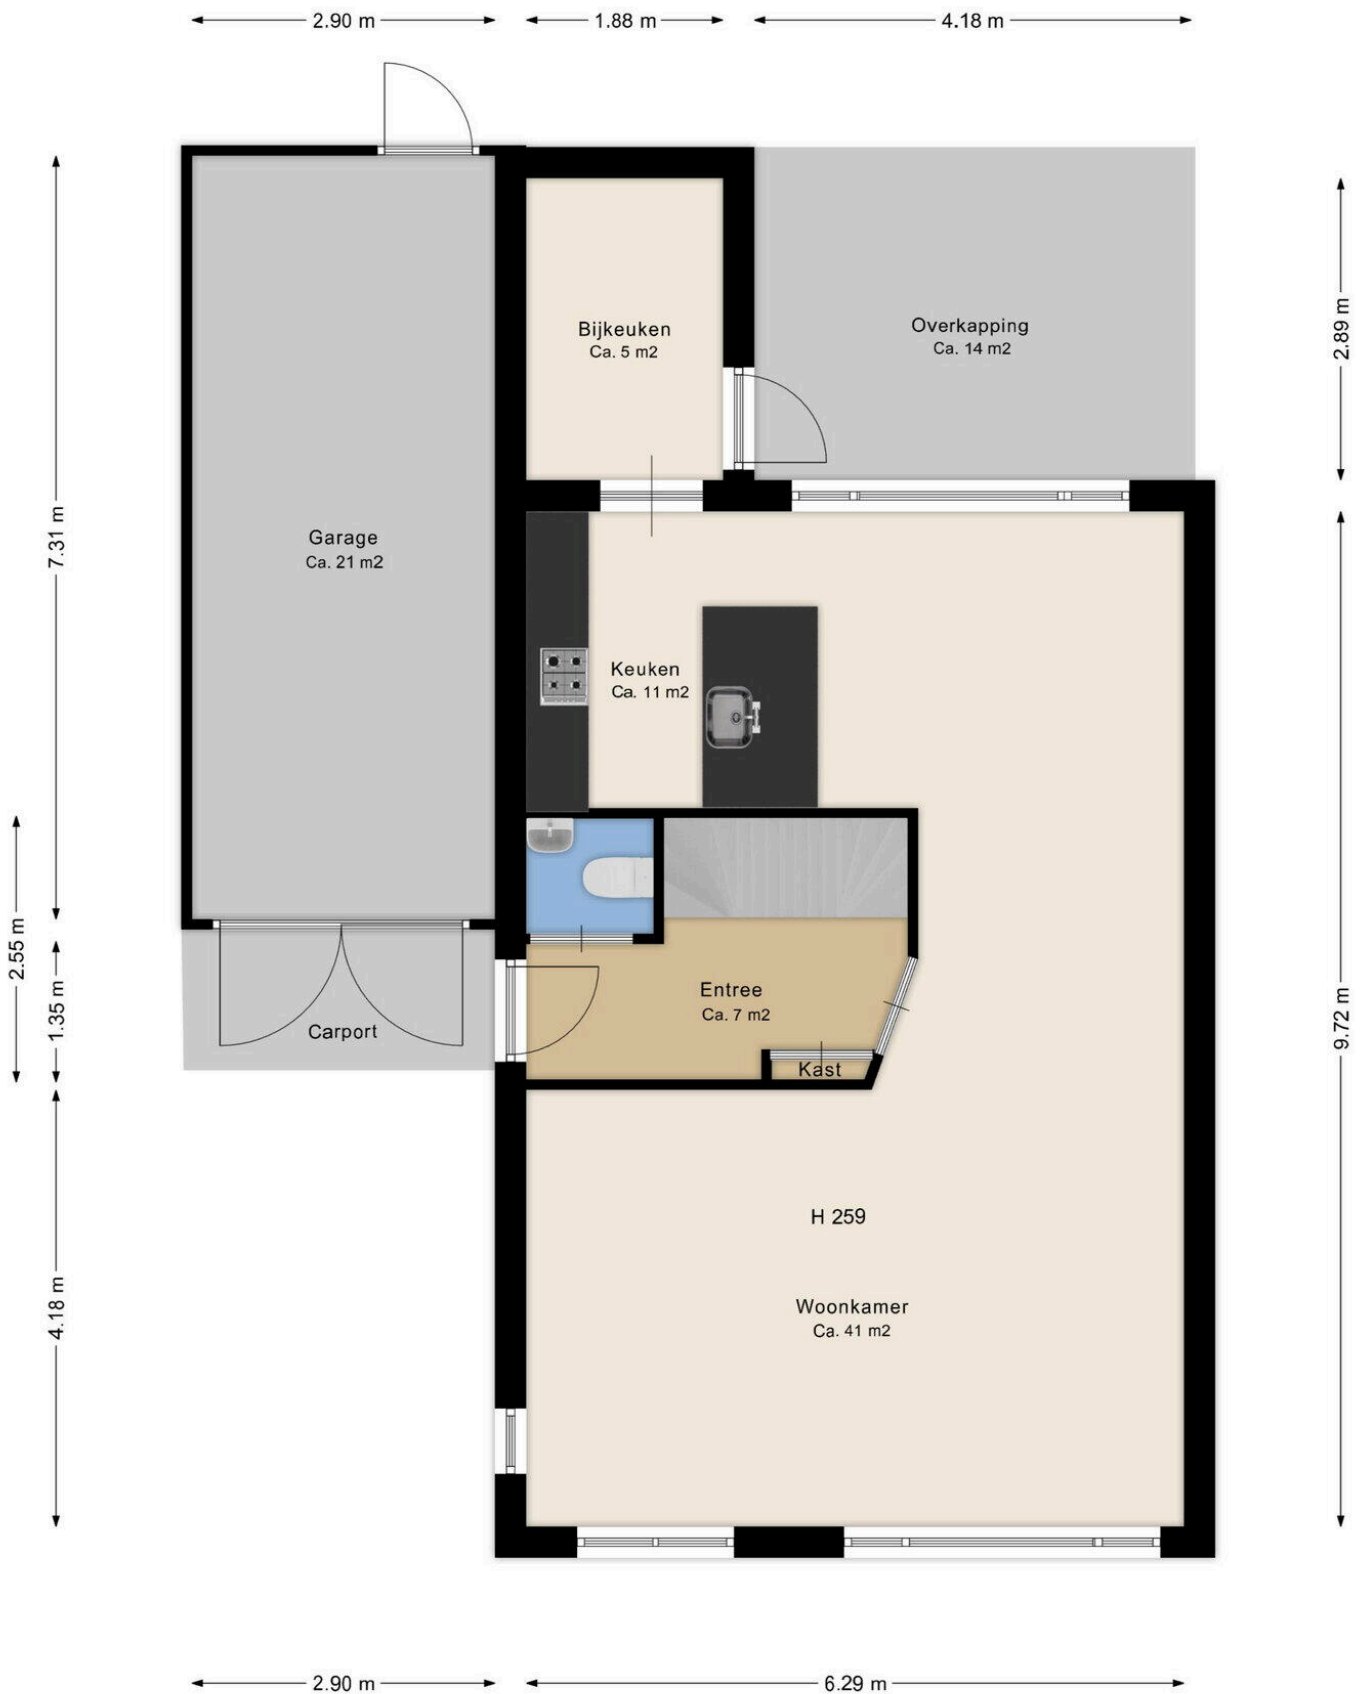 2.90 m
1.88 m
4.18 m
Bijkeuken
Ca. 5 m2
Overkapping
Ca. 14 m2
2.89 m
7.31 m
Garage
Ca. 21 m2
Keuken
Ca. 11 m2
2.55 m
1.35 m
Carport
Entree
Ca. 7 m2
Kast
9.72 m
H 259
4.18 m
Woonkamer
Ca. 41 m2
2.90 m
6.29 m